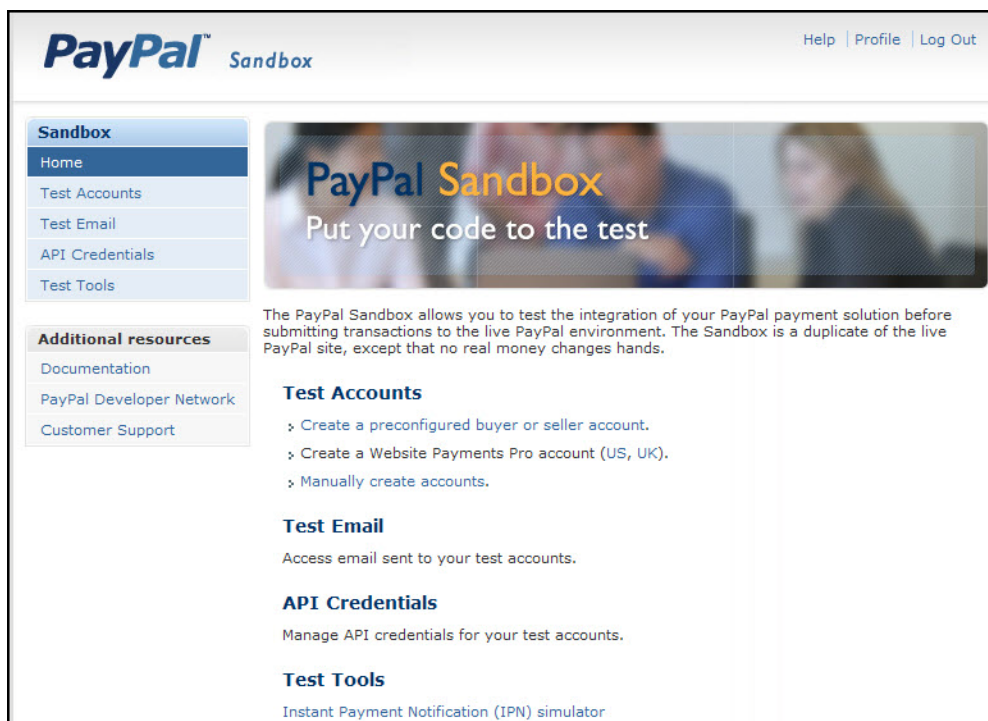 PayPal™ Sandbox
Help | Profile | Log Out
Sandbox
Home
Test Accounts
Test Email
API Credentials
Test Tools
Additional resources
Documentation
PayPal Developer Network
Customer Support
PayPal Sandbox
Put your code to the test
The PayPal Sandbox allows you to test the integration of your PayPal payment solution before
submitting transactions to the live PayPal environment. The Sandbox is a duplicate of the live
PayPal site, except that no real money changes hands.
Test Accounts
Create a preconfigured buyer or seller account.
Create a Website Payments Pro account (US, UK).
Manually create accounts.
Test Email
Access email sent to your test accounts.
API Credentials
Manage API credentials for your test accounts.
Test Tools
Instant Payment Notification (IPN) simulator